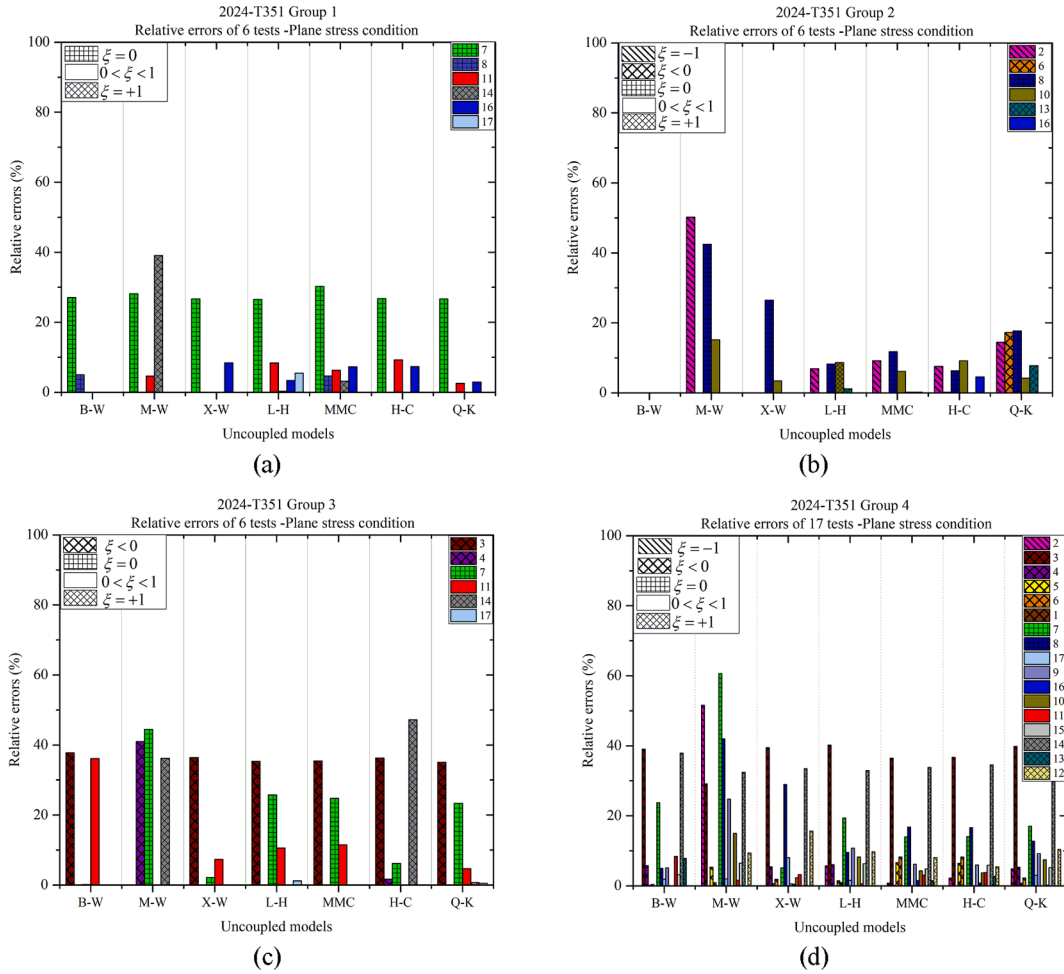 2024-T351 Group 1
Relative errors of 6 tests -Plane stress condition
100
80
60
40
20
0
Relative errors (%)
ξ = 0
0 < ξ < 1
ξ = +1
7
8
11
14
16
17
B-W M-W X-W L-H MMC H-C Q-K
Uncoupled models
(a)
2024-T351 Group 2
Relative errors of 6 tests -Plane stress condition
100
80
60
40
20
0
Relative errors (%)
ξ = −1
ξ < 0
ξ = 0
0 < ξ < 1
ξ = +1
2
6
8
10
13
16
B-W M-W X-W L-H MMC H-C Q-K
Uncoupled models
(b)
2024-T351 Group 3
Relative errors of 6 tests -Plane stress condition
100
80
60
40
20
0
Relative errors (%)
ξ < 0
ξ = 0
0 < ξ < 1
ξ = +1
3
4
7
11
14
17
B-W M-W X-W L-H MMC H-C Q-K
Uncoupled models
(c)
2024-T351 Group 4
Relative errors of 17 tests -Plane stress condition
100
80
60
40
20
0
Relative errors (%)
ξ = −1
ξ < 0
ξ = 0
0 < ξ < 1
ξ = +1
2
3
4
5
6
1
7
8
17
9
16
10
11
15
14
13
12
B-W M-W X-W L-H MMC H-C Q-K
Uncoupled models
(d)